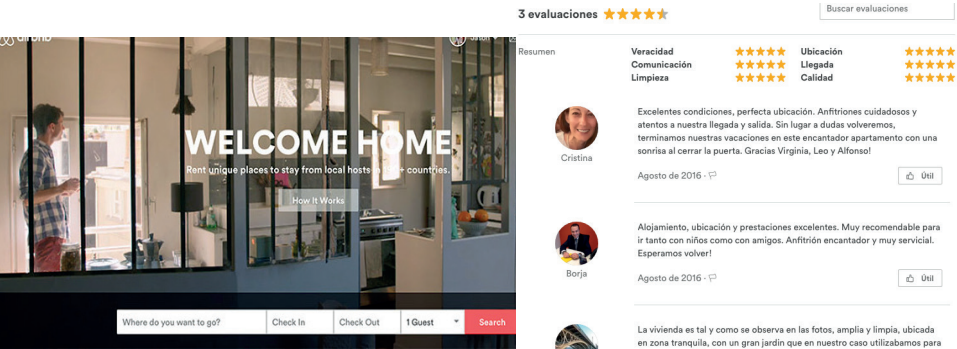 airbnb
WELCOME HOME
Rent unique places to stay from local hosts in + countries.
How It Works
Where do you want to go?
Check In
Check Out
1 Guest
Search
3 evaluaciones
Buscar evaluaciones
Resumen
Veracidad
Comunicación
Limpieza
Ubicación
Llegada
Calidad
Excelentes condiciones, perfecta ubicación. Anfitriones cuidadosos y
atentos a nuestra llegada y salida. Sin lugar a dudas volveremos,
terminamos nuestras vacaciones en este encantador apartamento con una
sonrisa al cerrar la puerta. Gracias Virginia, Leo y Alfonso!
Cristina
Agosto de 2016 ·
Útil
Alojamiento, ubicación y prestaciones excelentes. Muy recomendable para
ir tanto con niños como con amigos. Anfitrión encantador y muy servicial.
Esperamos volver!
Borja
Agosto de 2016 ·
Útil
La vivienda es tal y como se observa en las fotos, amplia y limpia, ubicada
en zona tranquila, con un gran jardin que en nuestro caso utilizabamos para